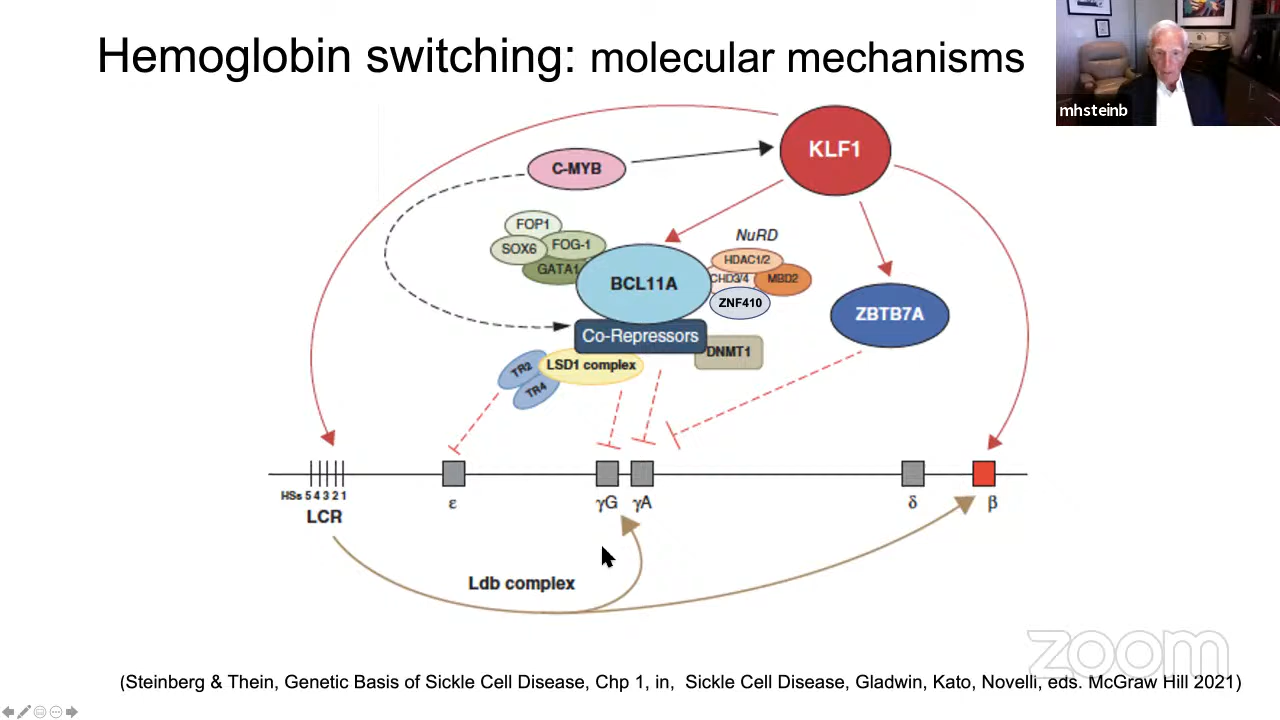 Hemoglobin switching: molecular mechanisms
mhsteinb
KLF1
C-MYB
FOP1
SOX6
FOG-1
GATA1
BCL11A
NuRD
HDAC1/2
CHD3/4
MBD2
ZNF410
ZBTB7A
Co-Repressors
DNMT1
LSD1 complex
TR2
TR4
HSs 5 4 3 2 1
LCR
ε
γG
γA
δ
β
Ldb complex
zoom
(Steinberg & Thein, Genetic Basis of Sickle Cell Disease, Chp 1, in, Sickle Cell Disease, Gladwin, Kato, Novelli, eds. McGraw Hill 2021)